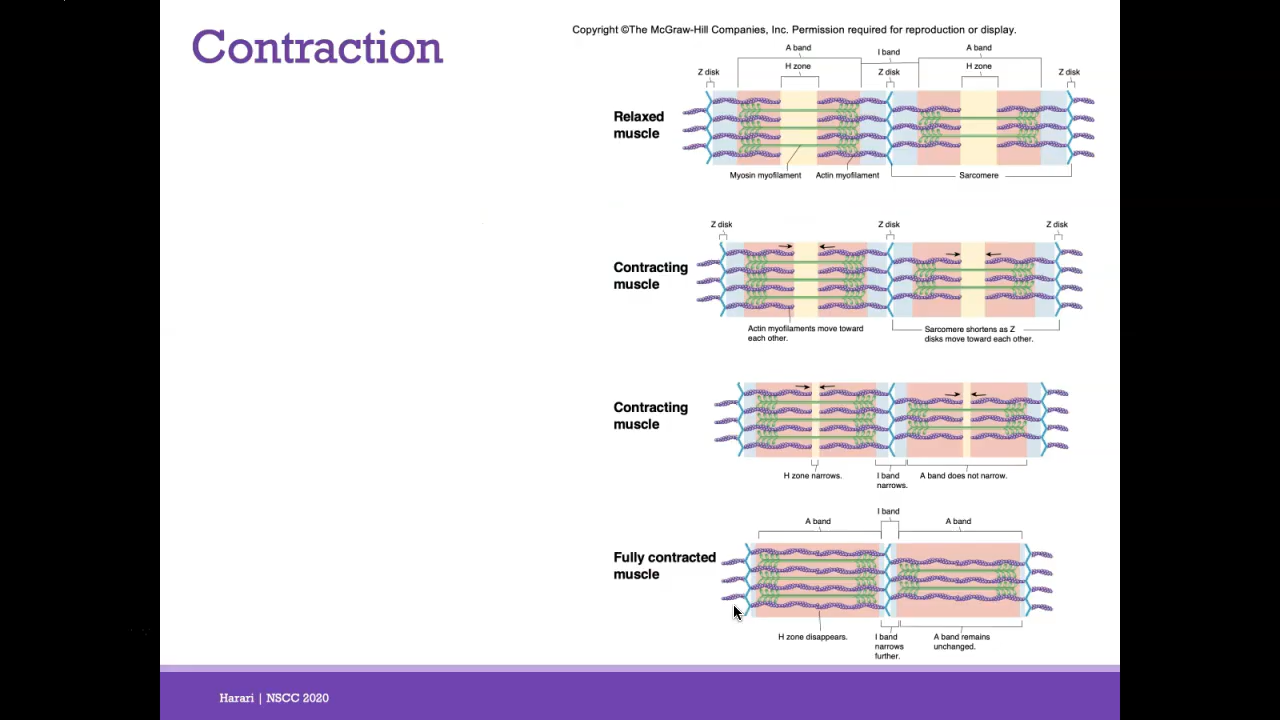 Contraction
Copyright ©The McGraw-Hill Companies, Inc. Permission required for reproduction or display.
A band
I band
A band
H zone
H zone
Z disk
Z disk
Z disk
Relaxed
muscle
Myosin myofilament
Actin myofilament
Sarcomere
Z disk
Z disk
Z disk
Contracting
muscle
Actin myofilaments move toward
each other.
Sarcomere shortens as Z
disks move toward each other.
Contracting
muscle
H zone narrows.
I band
narrows.
A band does not narrow.
I band
A band
A band
Fully contracted
muscle
H zone disappears.
I band
narrows
further.
A band remains
unchanged.
Harari | NSCC 2020